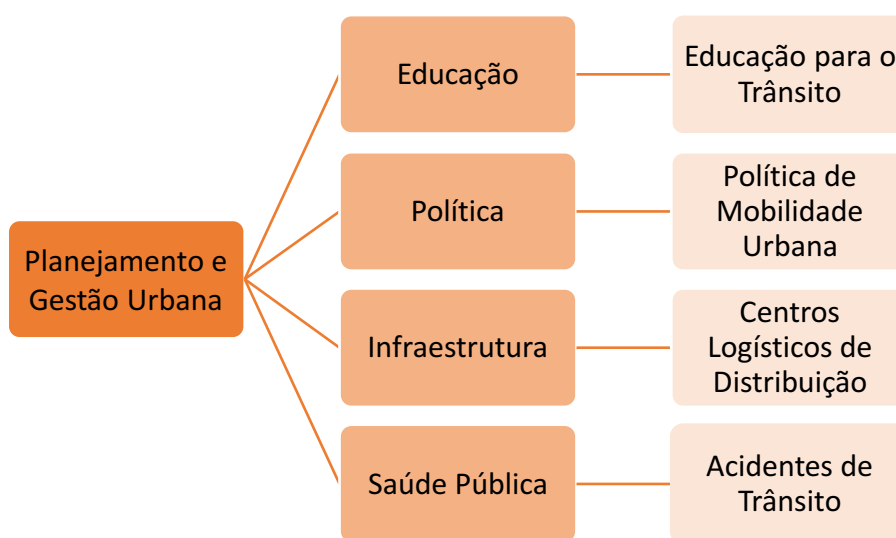 Planejamento e
Gestão Urbana
Educação
Educação para o
Trânsito
Política
Política de
Mobilidade
Urbana
Infraestrutura
Centros
Logísticos de
Distribuição
Saúde Pública
Acidentes de
Trânsito